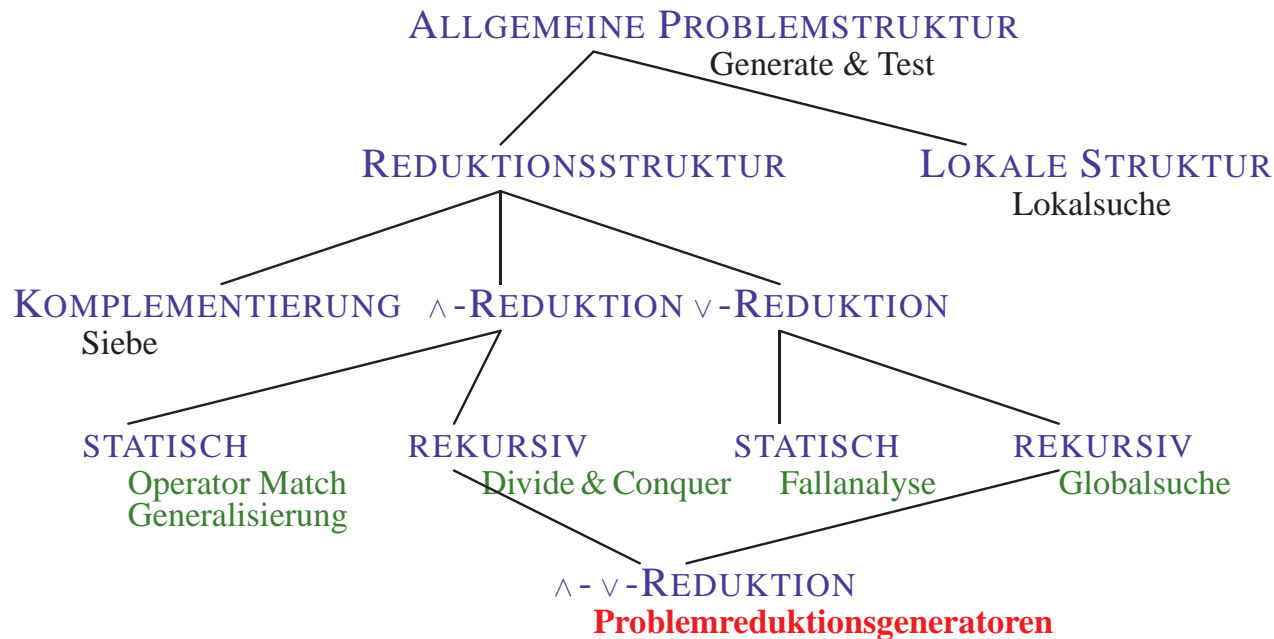 ALLGEMEINE PROBLEMSTRUKTUR
Generate & Test
REDUKTIONSSTRUKTUR LOKALE STRUKTUR
Lokalsuche
KOMPLEMENTIERUNG ∧-REDUKTION ∨-REDUKTION
Siebe
STATISCH REKURSIV STATISCH REKURSIV
Operator Match Divide & Conquer Fallanalyse Globalsuche
Generalisierung
∧-∨-REDUKTION
Problemreduktionsgeneratoren